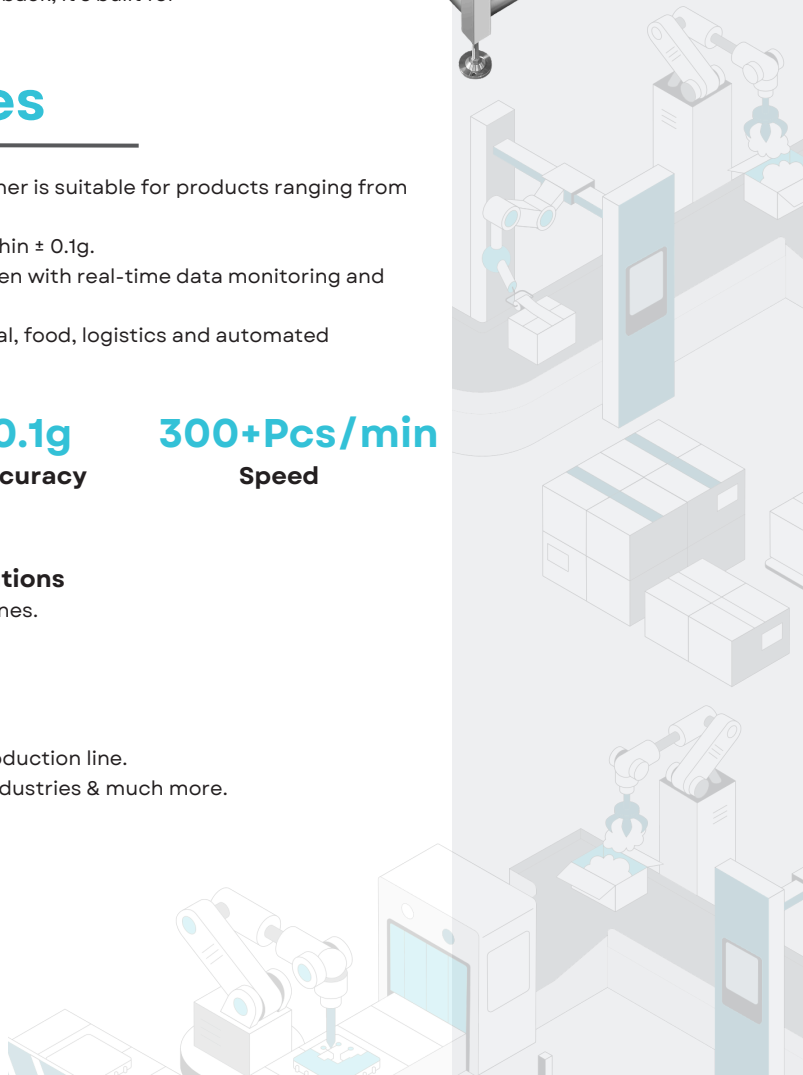 es
ner is suitable for products ranging from
hin ± 0.1g.
en with real-time data monitoring and
al, food, logistics and automated
0.1g
300+Pcs/min
curacy
Speed
tions
nes.
oduction line.
dustries & much more.